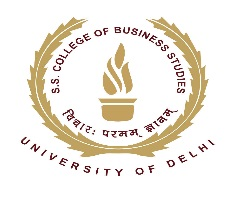 S.S. COLLEGE OF BUSINESS STUDIES
विचारः परमम् ज्ञानम्
UNIVERSITY OF DELHI